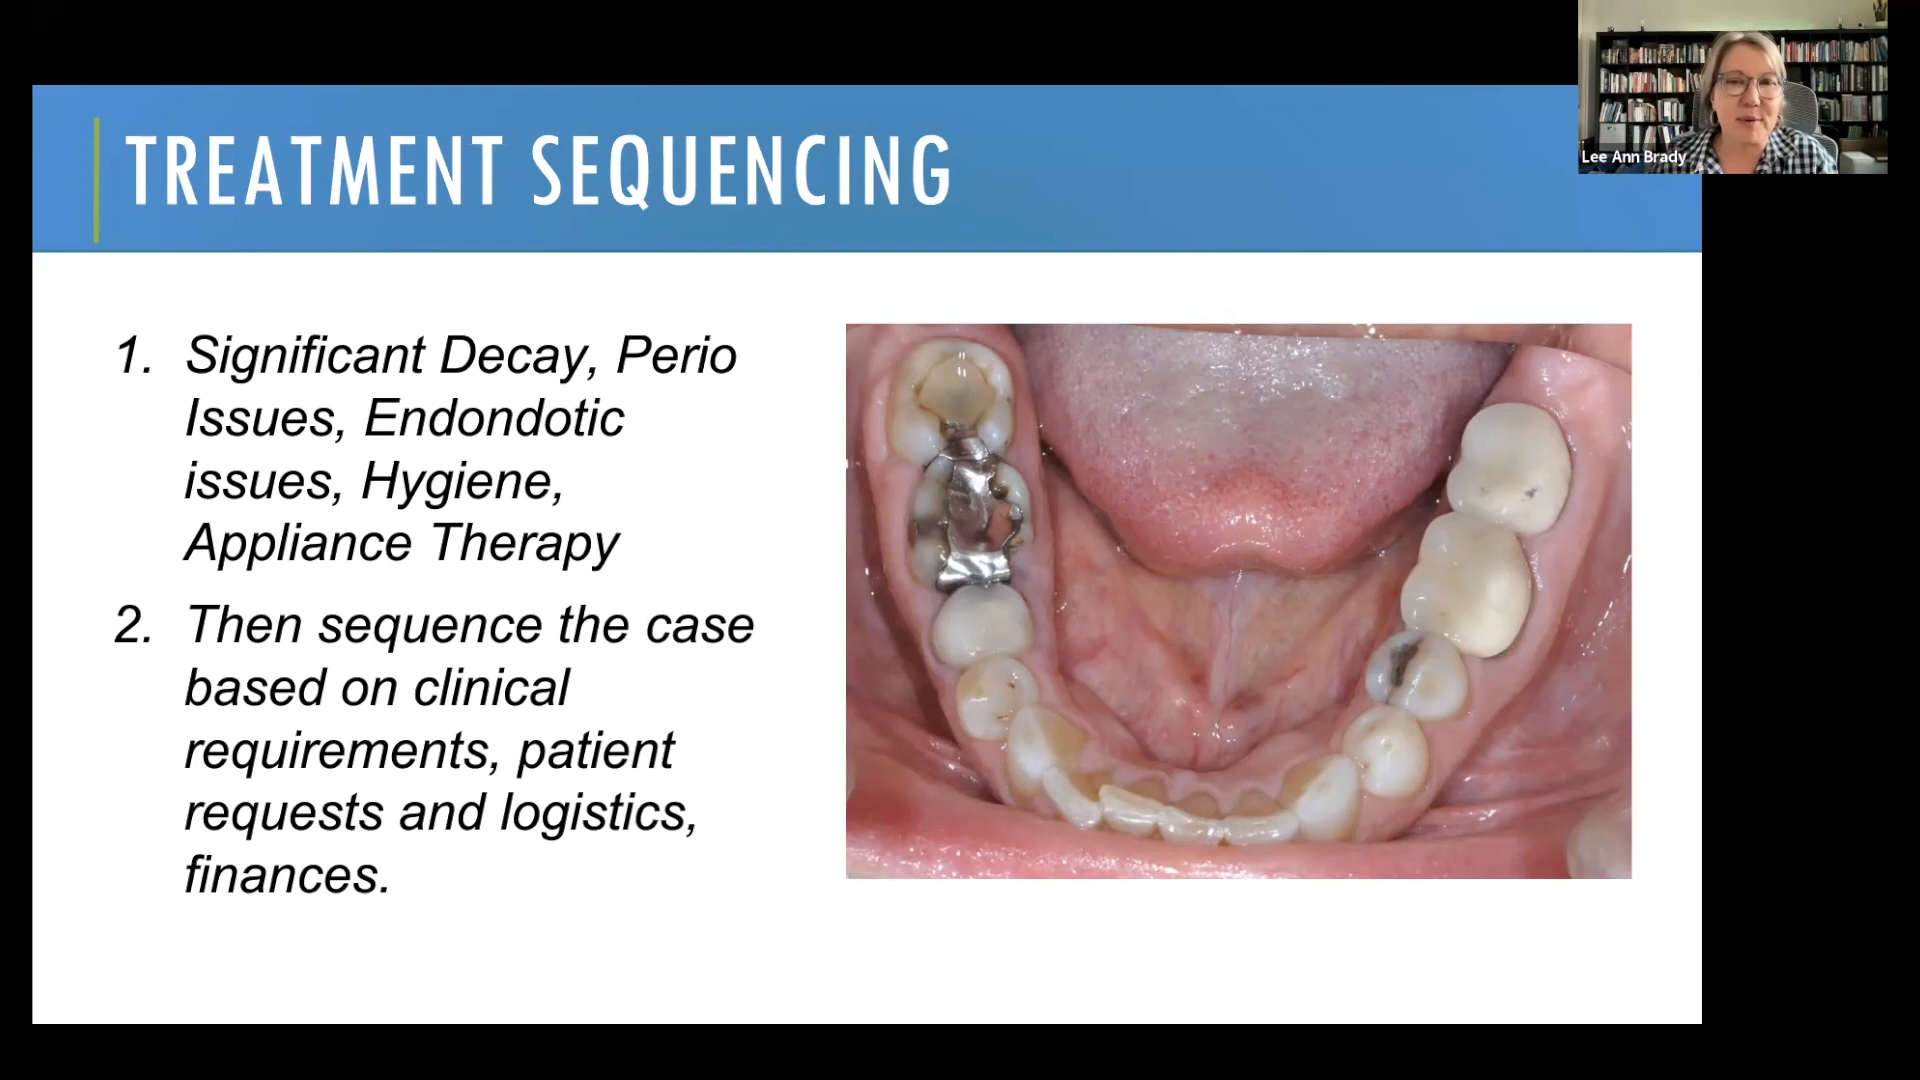 Lee Ann Brady
TREATMENT SEQUENCING
1. Significant Decay, Perio
Issues, Endondotic
issues, Hygiene,
Appliance Therapy
2. Then sequence the case
based on clinical
requirements, patient
requests and logistics,
finances.